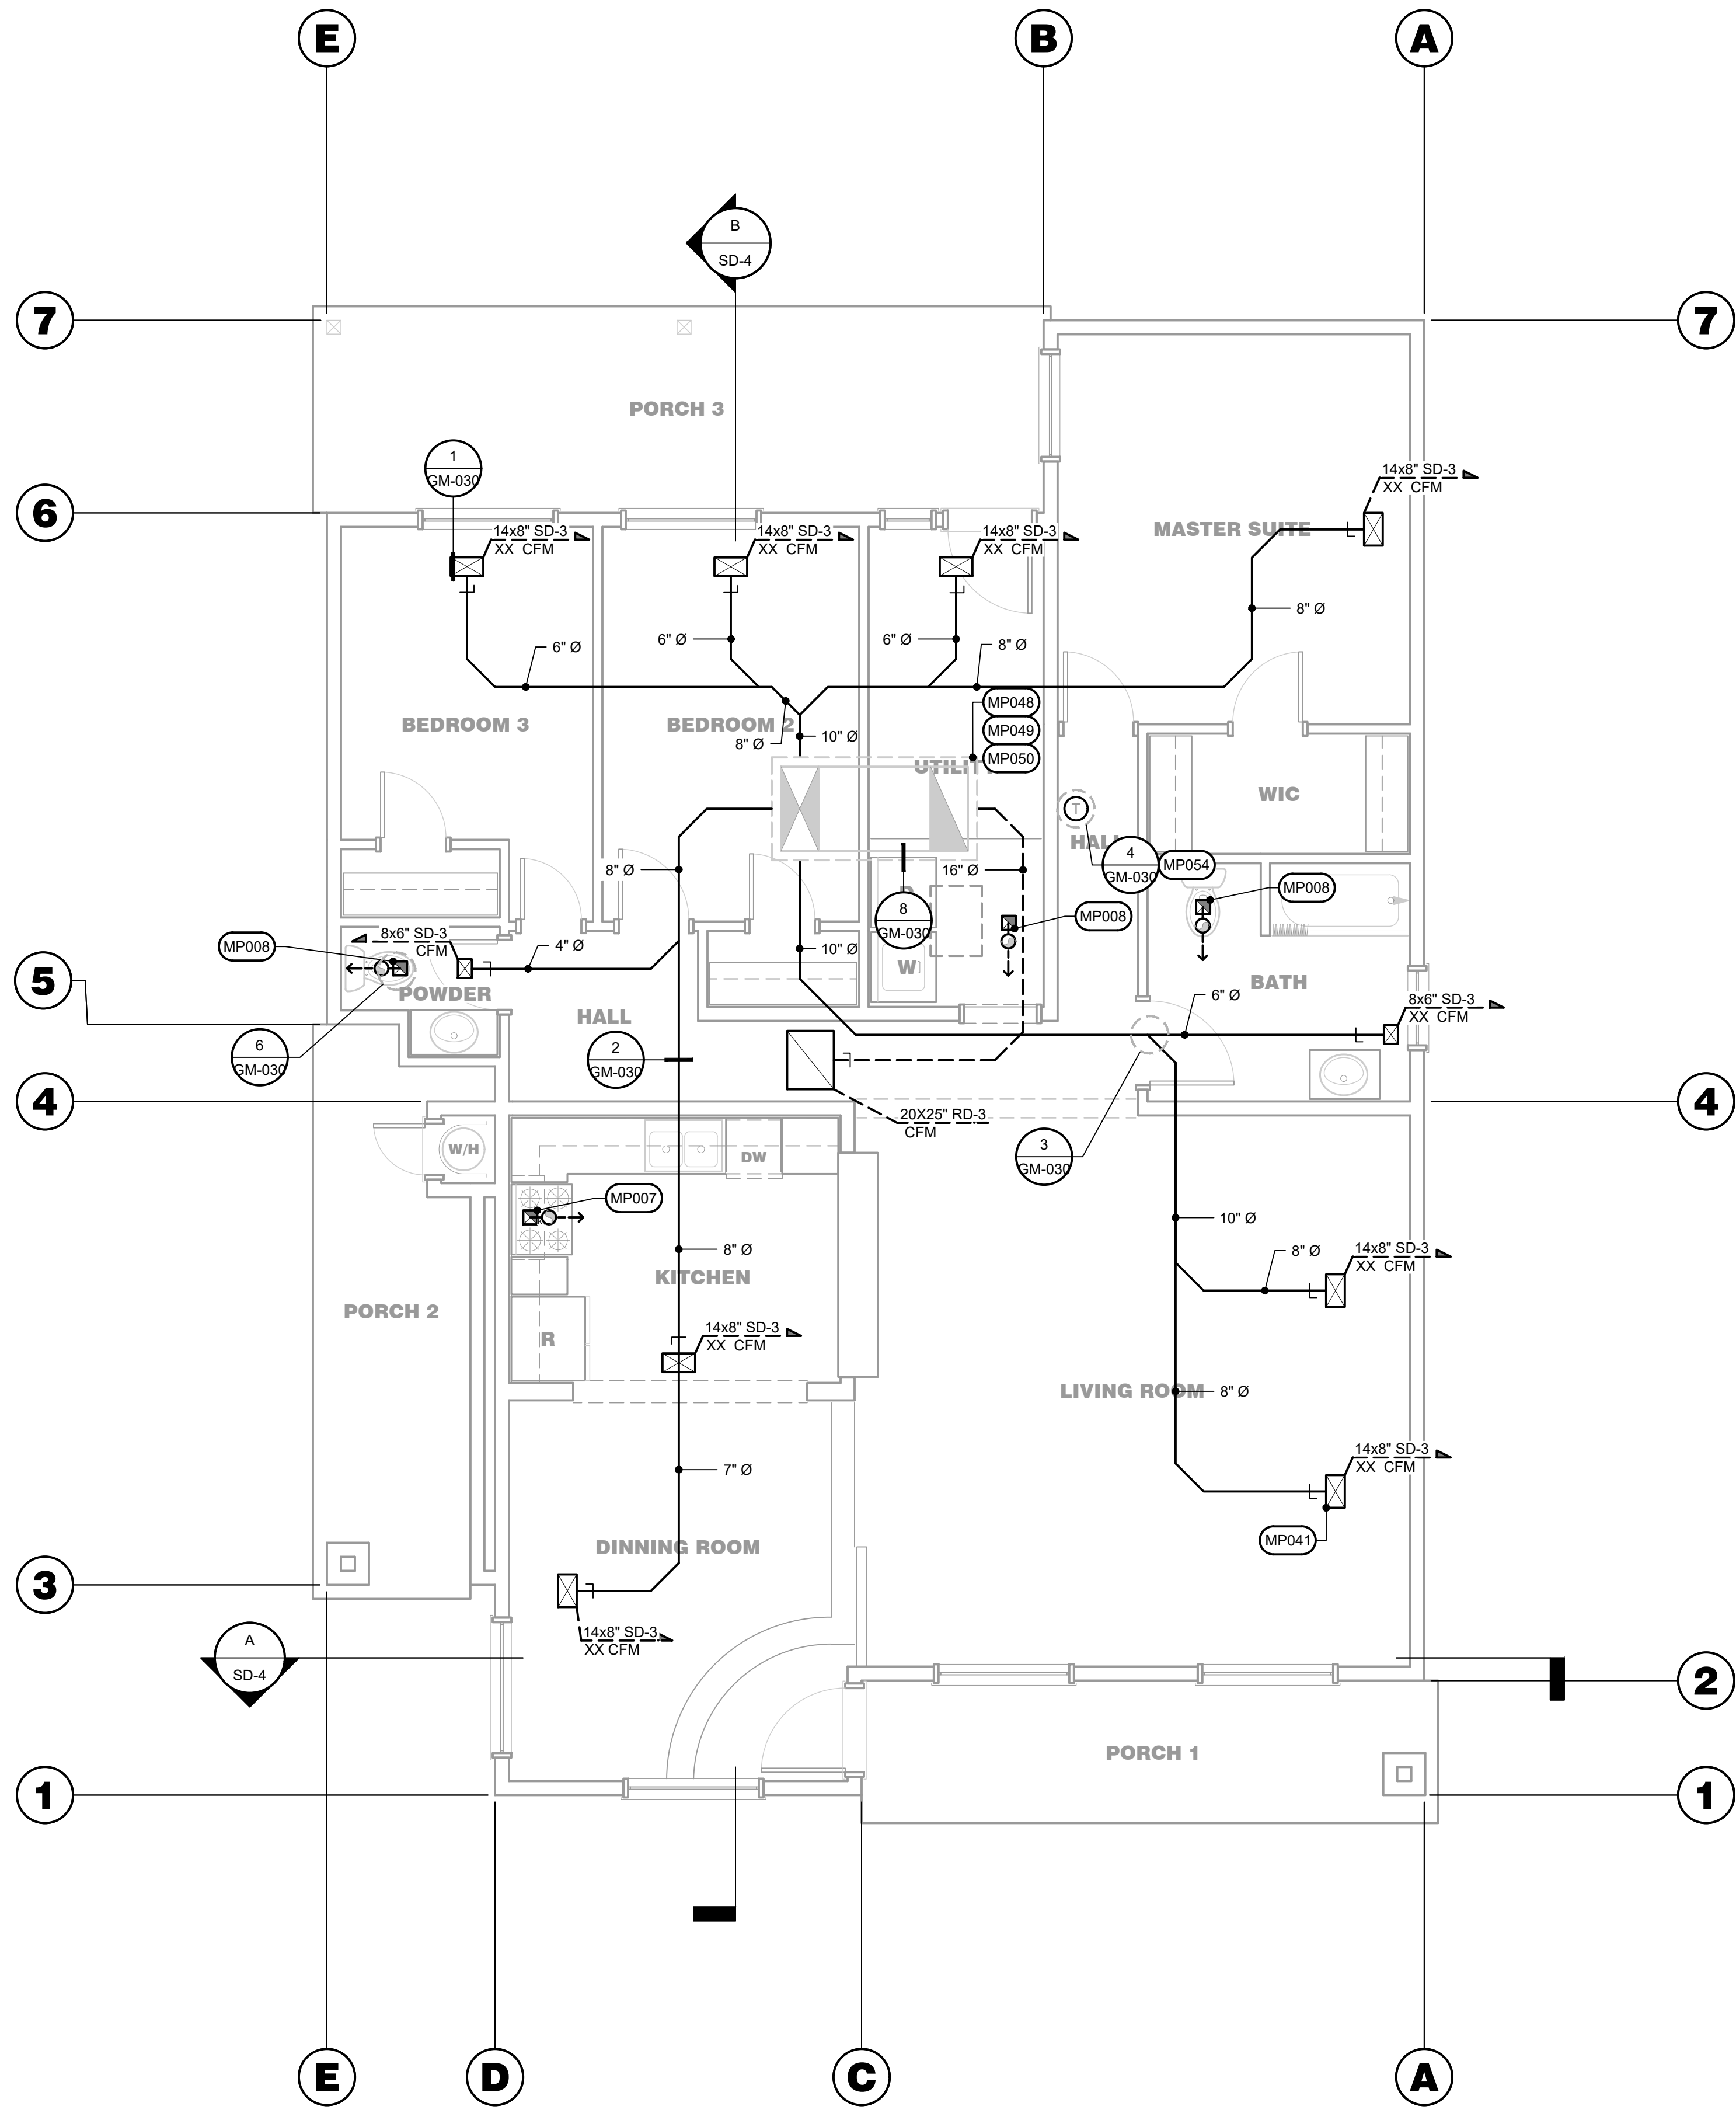 E
B
A
B
SD-4
7
7
PORCH 3
1
GM-030
14x8" SD-3
XX CFM
6
14x8" SD-3
XX CFM
14x8" SD-3
XX CFM
14x8" SD-3
XX CFM
MASTER SUITE
8" Ø
6" Ø
6" Ø
6" Ø
8" Ø
MP048
BEDROOM 3
BEDROOM 2
MP049
8" Ø
10" Ø
MP050
WIC
T
4
GM-030
MP054
8" Ø
16" Ø
MP008
8
GM-030
MP008
8x6" SD-3
CFM
MP008
4" Ø
10" Ø
W
5
POWDER
BATH
6" Ø
8x6" SD-3
XX CFM
HALL
6
GM-030
2
GM-030
4
20X25" RD-3
CFM
4
W/H
DW
3
GM-030
MP007
10" Ø
8" Ø
8" Ø
14x8" SD-3
XX CFM
KITCHEN
PORCH 2
R
14x8" SD-3
XX CFM
LIVING ROOM
8" Ø
7" Ø
14x8" SD-3
XX CFM
MP041
DINNING ROOM
3
14x8" SD-3
XX CFM
A
SD-4
2
PORCH 1
1
1
E
D
C
A